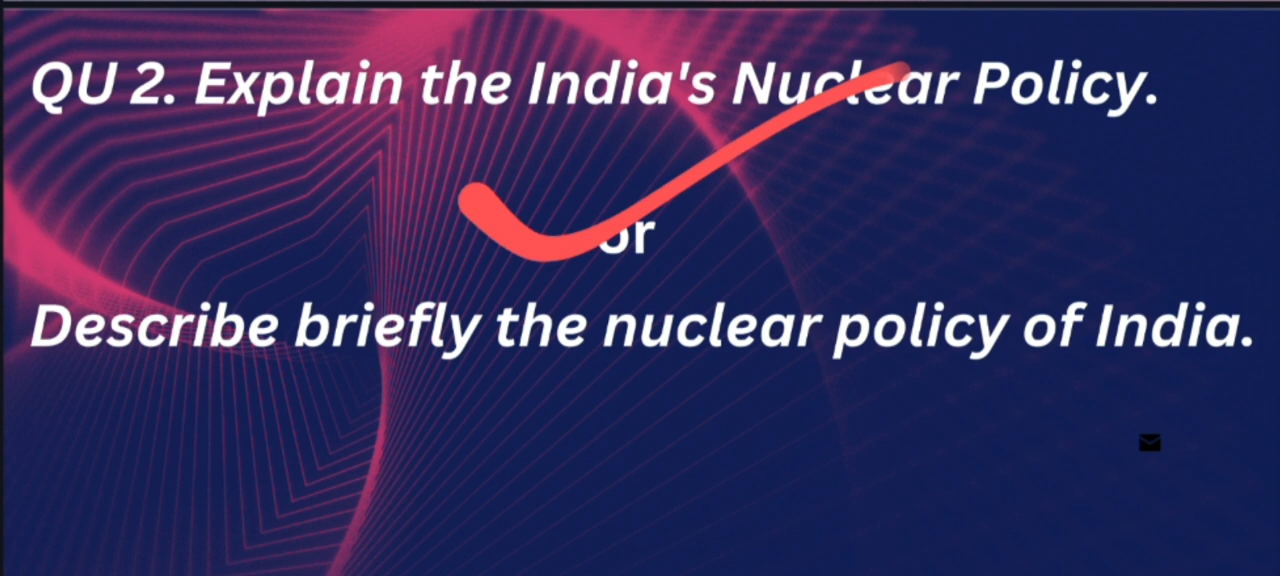 QU 2. Explain the India's Nuclear Policy.
or
Describe briefly the nuclear policy of India.